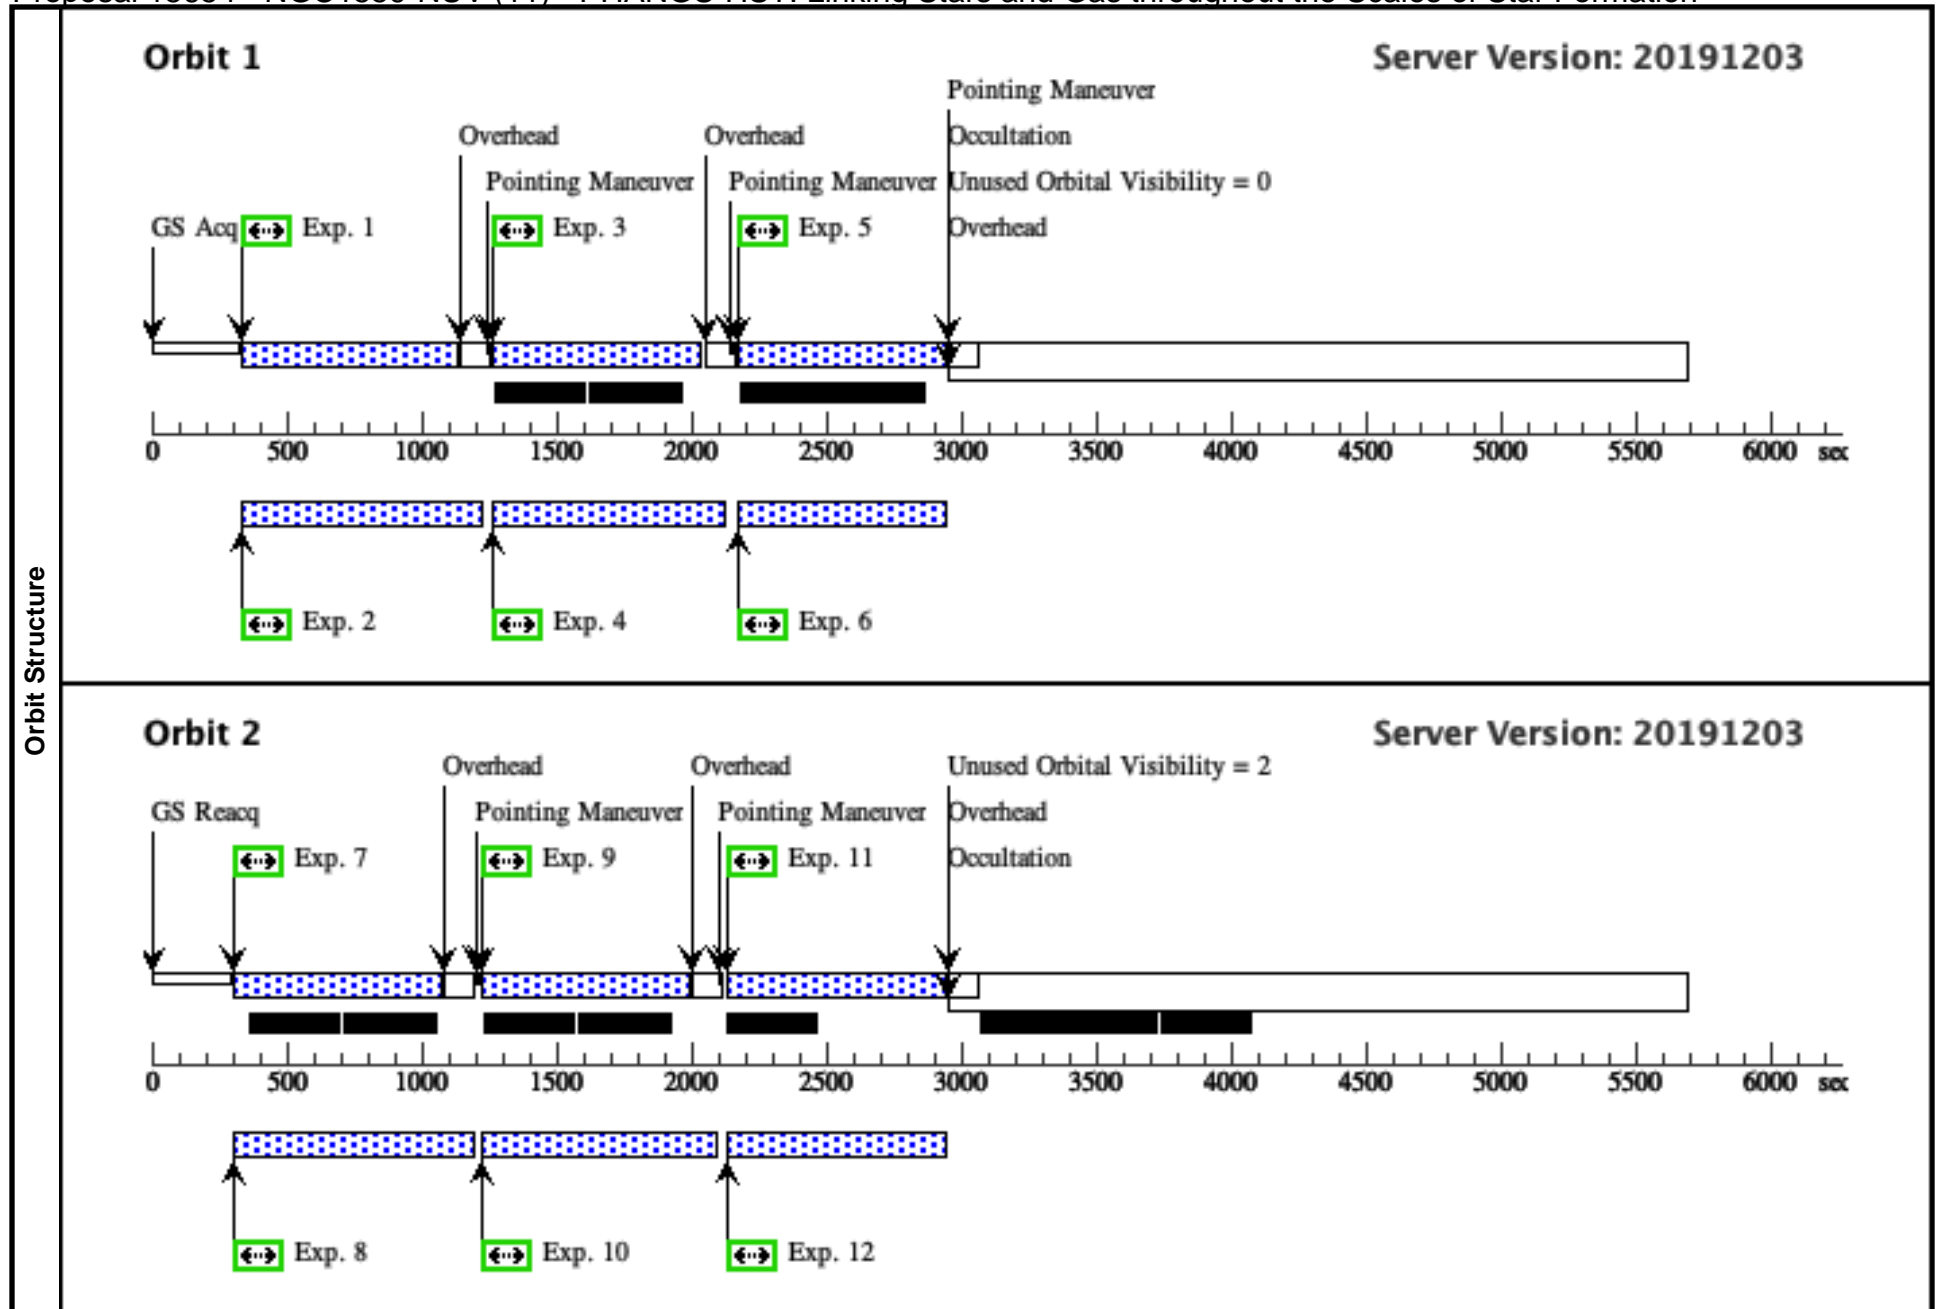 Orbit 1
Server Version: 20191203
Pointing Maneuver
Overhead
Overhead
Occultation
Pointing Maneuver
Pointing Maneuver
Unused Orbital Visibility = 0
GS Acq
Exp. 1
Exp. 3
Exp. 5
Overhead
0 500 1000 1500 2000 2500 3000 3500 4000 4500 5000 5500 6000 sec
Exp. 2
Exp. 4
Exp. 6
Orbit Structure
Orbit 2
Server Version: 20191203
Overhead
Overhead
Unused Orbital Visibility = 2
GS Reacq
Pointing Maneuver
Pointing Maneuver
Overhead
Exp. 7
Exp. 9
Exp. 11
Occultation
0 500 1000 1500 2000 2500 3000 3500 4000 4500 5000 5500 6000 sec
Exp. 8
Exp. 10
Exp. 12